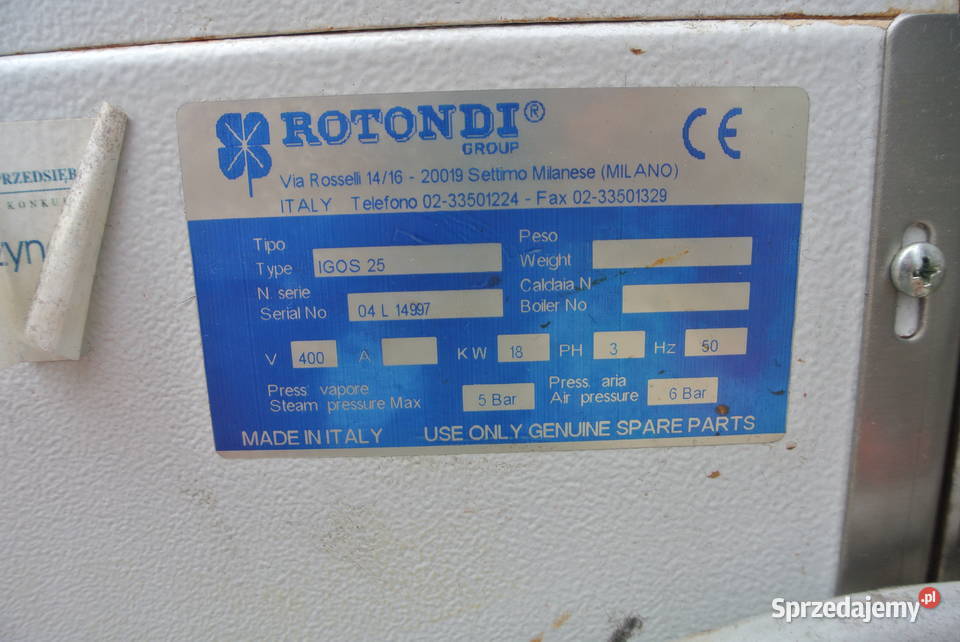 PRZEDSIĘB
KONKU
zyn
ROTONDI®
GROUP
CE
Via Rosselli 14/16 - 20019 Settimo Milanese (MILANO)
ITALY Telefono 02-33501224 - Fax 02-33501329
Tipo
Type IGOS 25
Peso
Weight
N. serie
Serial No 04 L 14997
Caldaia N
Boiler No
V 400 A KW 18 PH 3 Hz 50
Press vapore
Steam pressure Max 5 Bar
Press. aria
Air pressure 6 Bar
MADE IN ITALY USE ONLY GENUINE SPARE PARTS
Sprzedajemy.pl